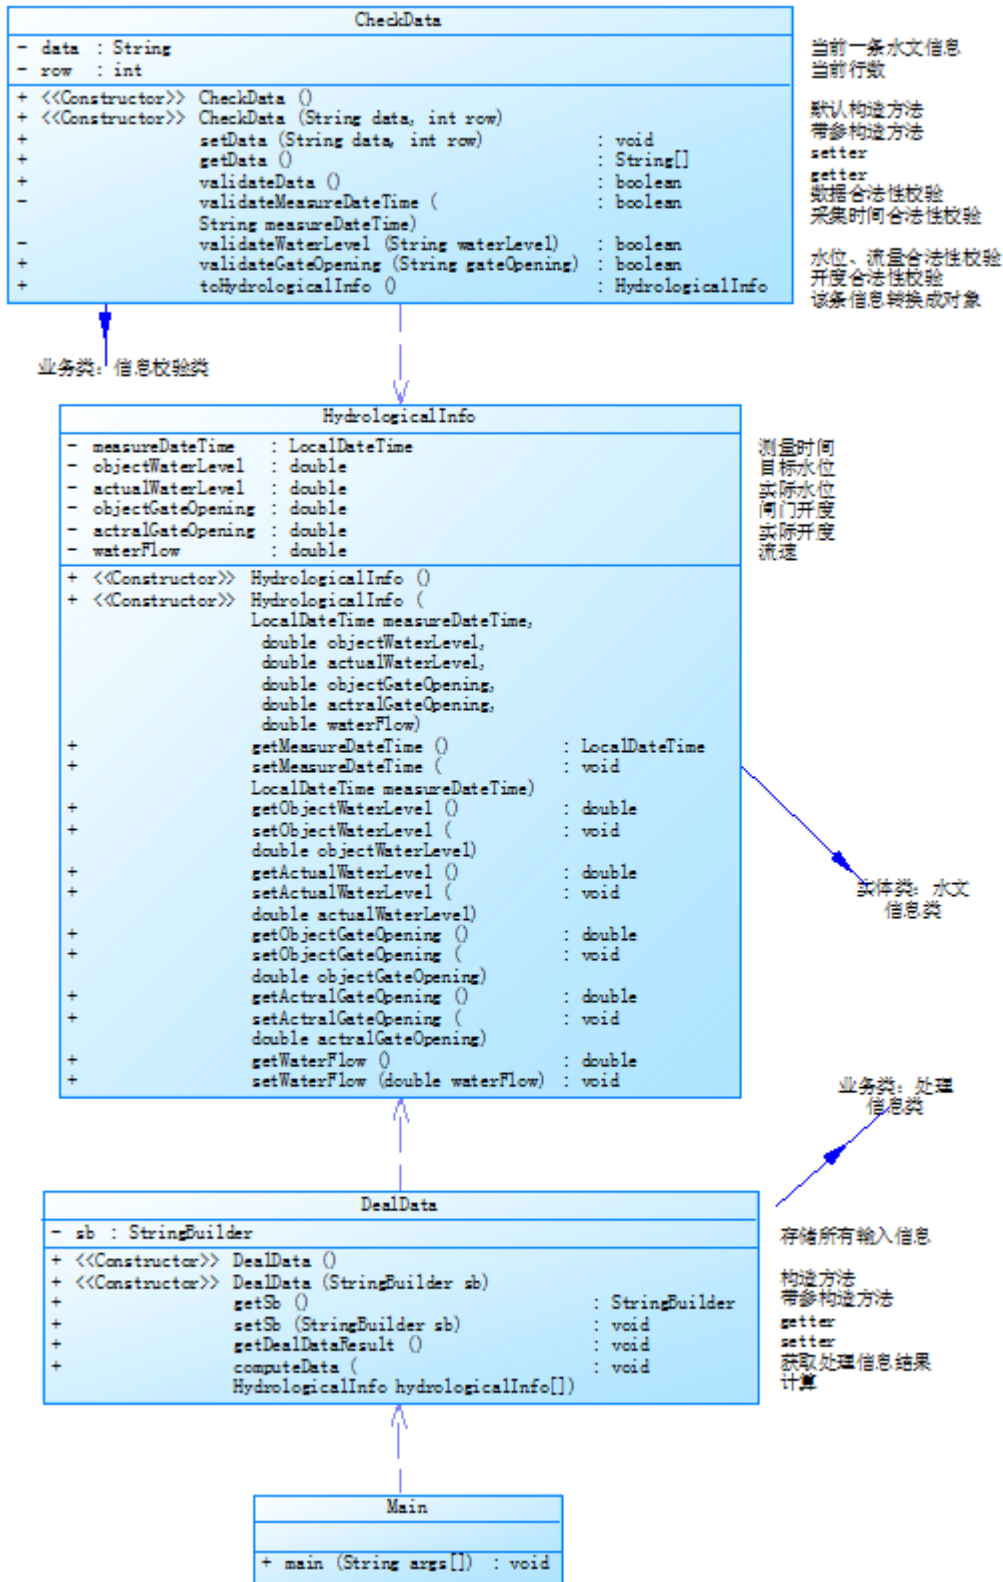 CheckData
- data : String
- row : int
当前一条水文信息
当前行数
+ <<Constructor>> CheckData ()
+ <<Constructor>> CheckData (String data, int row)
+ setData (String data, int row) : void
+ getData () : String[]
+ validateData () : boolean
- validateMeasureDateTime ( : boolean
String measureDateTime)
- validateWaterLevel (String waterLevel) : boolean
+ validateGateOpening (String gateOpening) : boolean
+ toHydrologicalInfo () : HydrologicalInfo
默认构造方法
带参构造方法
setter
getter
数据合法性校验
采集时间合法性校验
水位、流量合法性校验
开度合法性校验
该条信息转换成对象
业务类：信息校验类
HydrologicalInfo
- measureDateTime : LocalDateTime
- objectWaterLevel : double
- actualWaterLevel : double
- objectGateOpening : double
- actralGateOpening : double
- waterFlow : double
测量时间
目标水位
实际水位
闸门开度
实际开度
流速
+ <<Constructor>> HydrologicalInfo ()
+ <<Constructor>> HydrologicalInfo (
LocalDateTime measureDateTime,
double objectWaterLevel,
double actualWaterLevel,
double objectGateOpening,
double actralGateOpening,
double waterFlow)
+ getMeasureDateTime () : LocalDateTime
+ setMeasureDateTime ( : void
LocalDateTime measureDateTime)
+ getObjectWaterLevel () : double
+ setObjectWaterLevel ( : void
double objectWaterLevel)
+ getActualWaterLevel () : double
+ setActualWaterLevel ( : void
double actualWaterLevel)
+ getObjectGateOpening () : double
+ setObjectGateOpening ( : void
double objectGateOpening)
+ getActralGateOpening () : double
+ setActralGateOpening ( : void
double actralGateOpening)
+ getWaterFlow () : double
+ setWaterFlow (double waterFlow) : void
实体类：水文
信息类
业务类：处理
信息类
DealData
- sb : StringBuilder
存储所有输入信息
+ <<Constructor>> DealData ()
+ <<Constructor>> DealData (StringBuilder sb)
+ getSb () : StringBuilder
+ setSb (StringBuilder sb) : void
+ getDealDataResult () : void
+ computeData ( : void
HydrologicalInfo hydrologicalInfo[])
构造方法
带参构造方法
getter
setter
获取处理信息结果
计算
Main
+ main (String args[]) : void